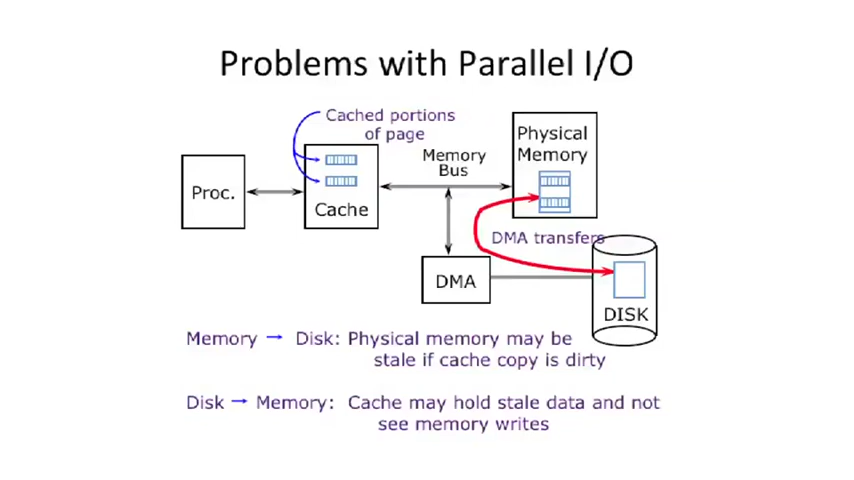 Problems with Parallel I/O
Cached portions
of page
Proc.
Cache
Memory
Bus
Physical
Memory
DMA transfers
DMA
DISK
Memory → Disk: Physical memory may be
stale if cache copy is dirty
Disk → Memory: Cache may hold stale data and not
see memory writes